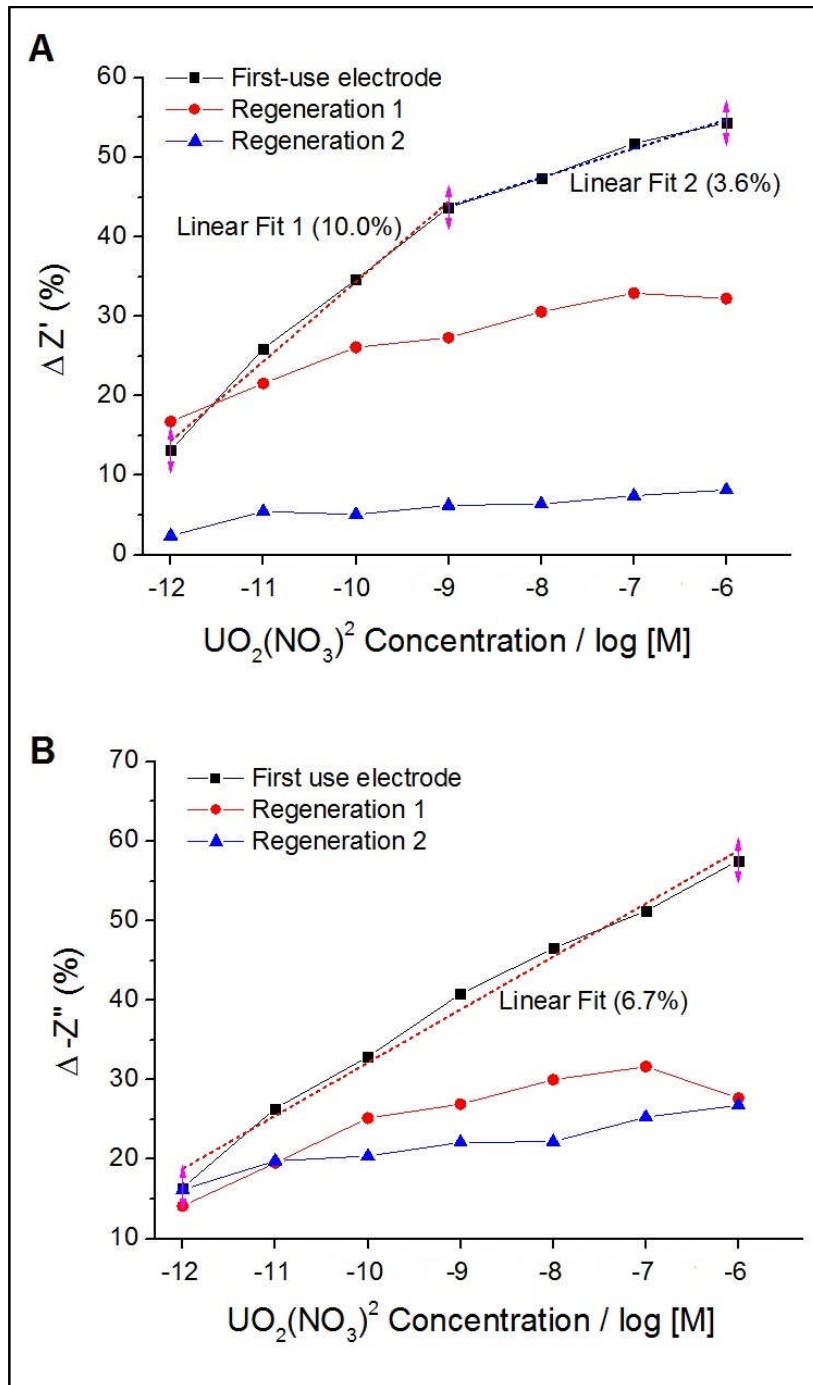 A
First-use electrode
Regeneration 1
Regeneration 2
Linear Fit 1 (10.0%)
Linear Fit 2 (3.6%)
Δ Z' (%)
60
50
40
30
20
10
0
-12 -11 -10 -9 -8 -7 -6
UO₂(NO₃)² Concentration / log [M]
B
First use electrode
Regeneration 1
Regeneration 2
Linear Fit (6.7%)
Δ -Z" (%)
70
60
50
40
30
20
10
-12 -11 -10 -9 -8 -7 -6
UO₂(NO₃)² Concentration / log [M]